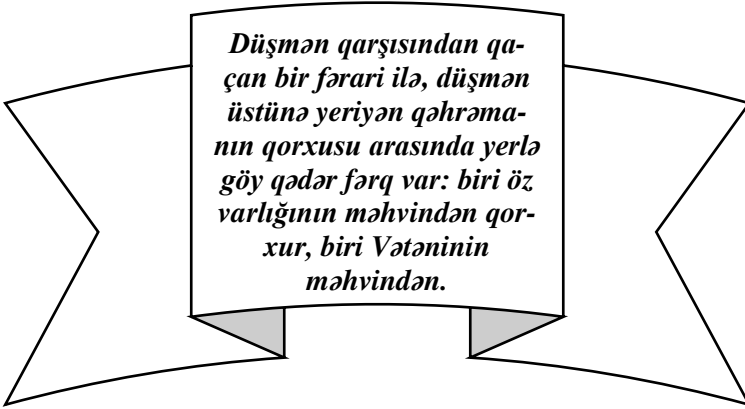 Düşmən qarşısından qa-
çan bir fərari ilə, düşmən
üstünə yeriyən qəhrəma-
nın qorxusu arasında yerlə
göy qədər fərq var: biri öz
varlığının məhvindən qor-
xur, biri Vətəninin
məhvindən.